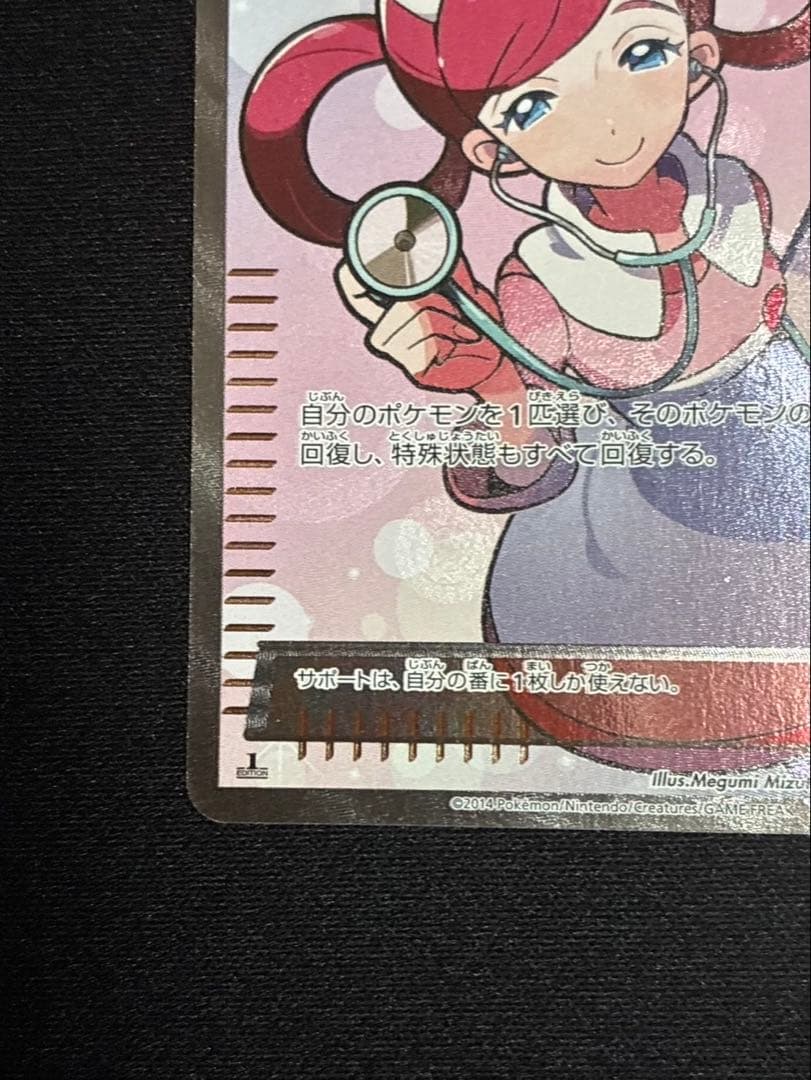 自分のポケモンを1匹選び、そのポケモンの
回復し、特殊状態もすべて回復する。
サポートは、自分の番に1枚しか使えない。
1 EDITION
Illus.Megumi Mizu
©2014 Pokémon/Nintendo/Creatures/GAME FREAK